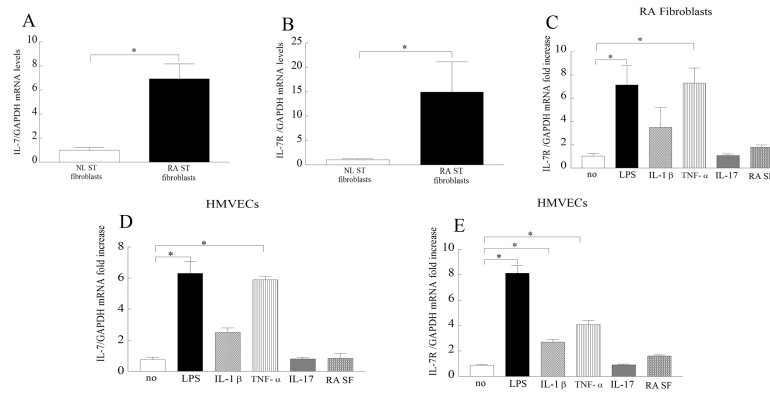 A
IL-7/GAPDH mRNA levels
10
8
6
4
2
0
*
NL ST
fibroblasts
RA ST
fibroblasts
B
IL-7R /GAPDH mRNA levels
25
20
15
10
5
0
*
NL ST
fibroblasts
RA ST
fibroblasts
C
RA Fibroblasts
IL-7R /GAPDH mRNA fold increase
10
8
6
4
2
0
*
*
no LPS IL-1 β TNF- α IL-17 RA SF
D
HMVECs
IL-7/GAPDH mRNA fold increase
8
6
4
2
0
*
*
no LPS IL-1 β TNF- α IL-17 RA SF
E
HMVECs
IL-7R /GAPDH mRNA fold increase
10
8
6
4
2
0
*
*
*
no LPS IL-1 β TNF- α IL-17 RA SF